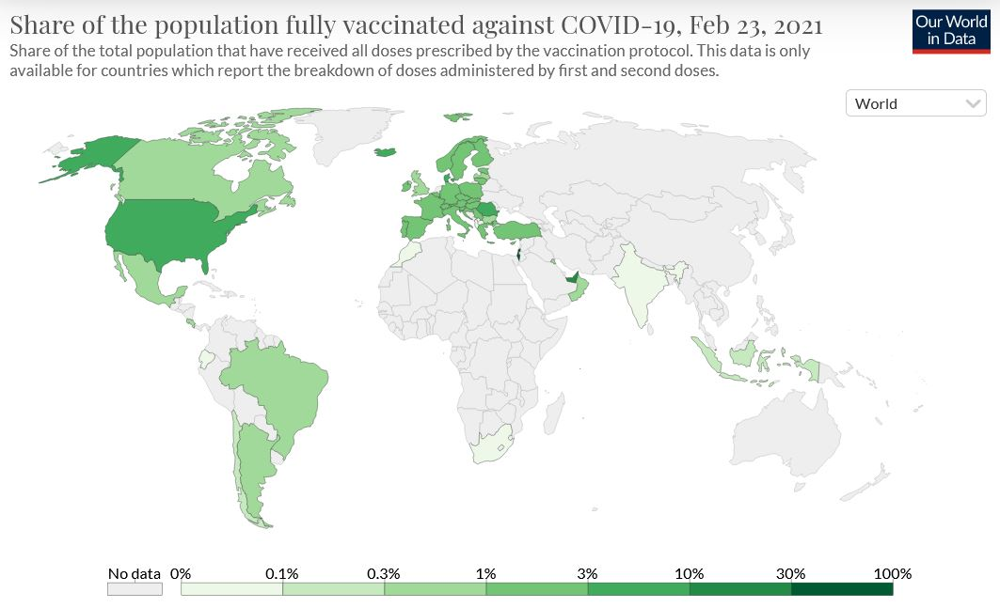 Share of the population fully vaccinated against COVID-19, Feb 23, 2021
Our World
in Data
Share of the total population that have received all doses prescribed by the vaccination protocol. This data is only
available for countries which report the breakdown of doses administered by first and second doses.
World
No data 0% 0.1% 0.3% 1% 3% 10% 30% 100%